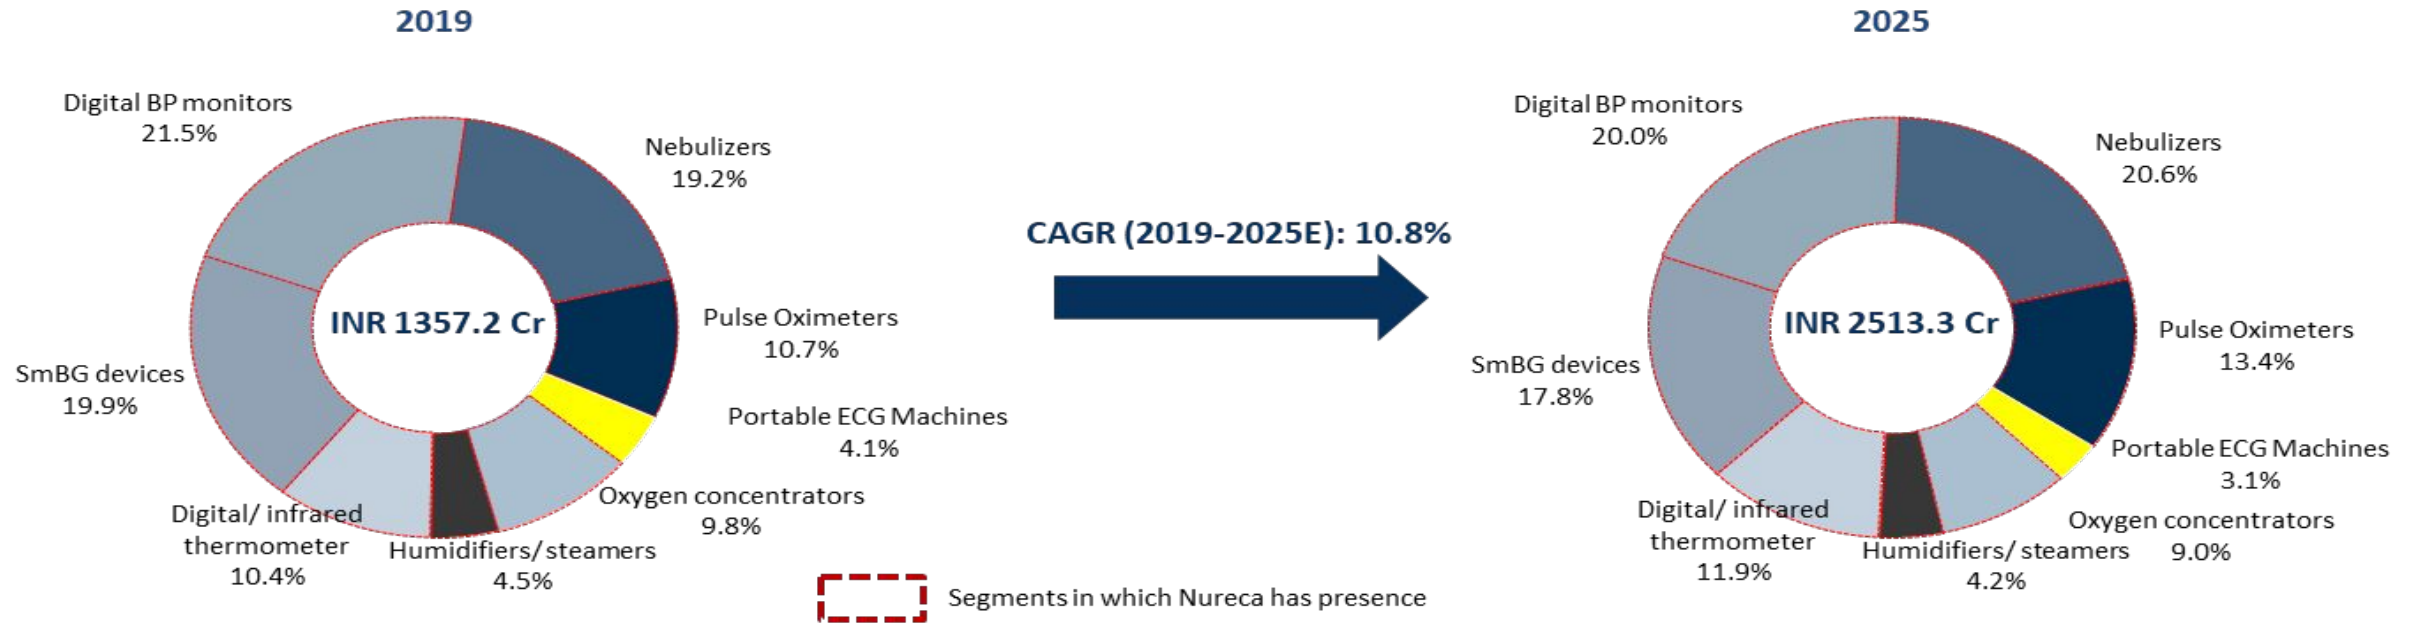 2019
Digital BP monitors
21.5%
Nebulizers
19.2%
INR 1357.2 Cr
Pulse Oximeters
10.7%
SmBG devices
19.9%
Portable ECG Machines
4.1%
Oxygen concentrators
9.8%
Digital/ infrared
thermometer
10.4%
Humidifiers/ steamers
4.5%
CAGR (2019-2025E): 10.8%
2025
Digital BP monitors
20.0%
Nebulizers
20.6%
INR 2513.3 Cr
Pulse Oximeters
13.4%
SmBG devices
17.8%
Portable ECG Machines
3.1%
Oxygen concentrators
9.0%
Digital/ infrared
thermometer
11.9%
Humidifiers/ steamers
4.2%
Segments in which Nureca has presence